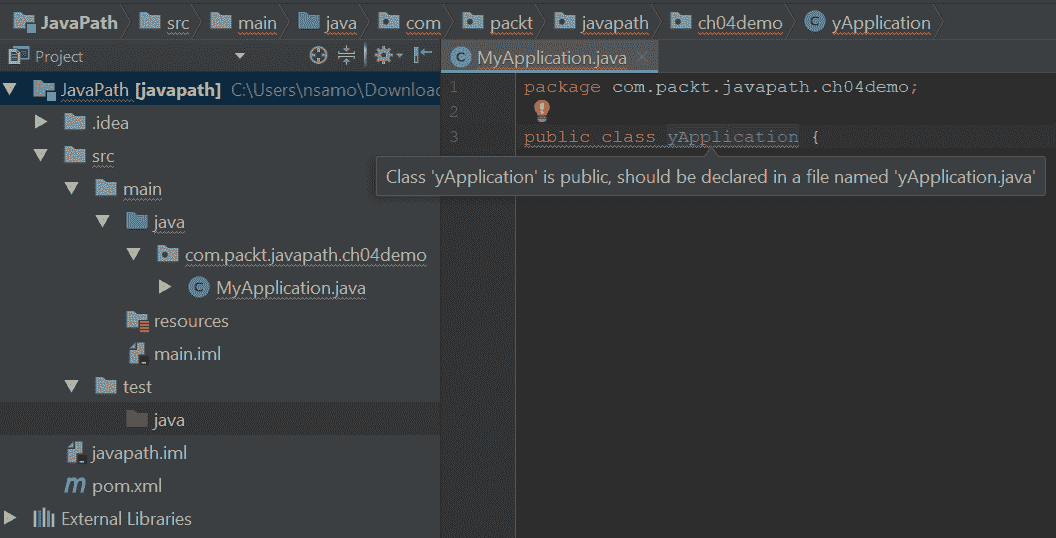 JavaPath src main java com packt javapath ch04demo yApplication
Project
MyApplication.java
JavaPath [javapath] C:\Users\nsamo\Downloac
.idea
src
main
java
com.packt.javapath.ch04demo
MyApplication.java
resources
main.iml
test
java
javapath.iml
pom.xml
External Libraries
1 package com.packt.javapath.ch04demo;
2
3 public class yApplication {
Class 'yApplication' is public, should be declared in a file named 'yApplication.java'